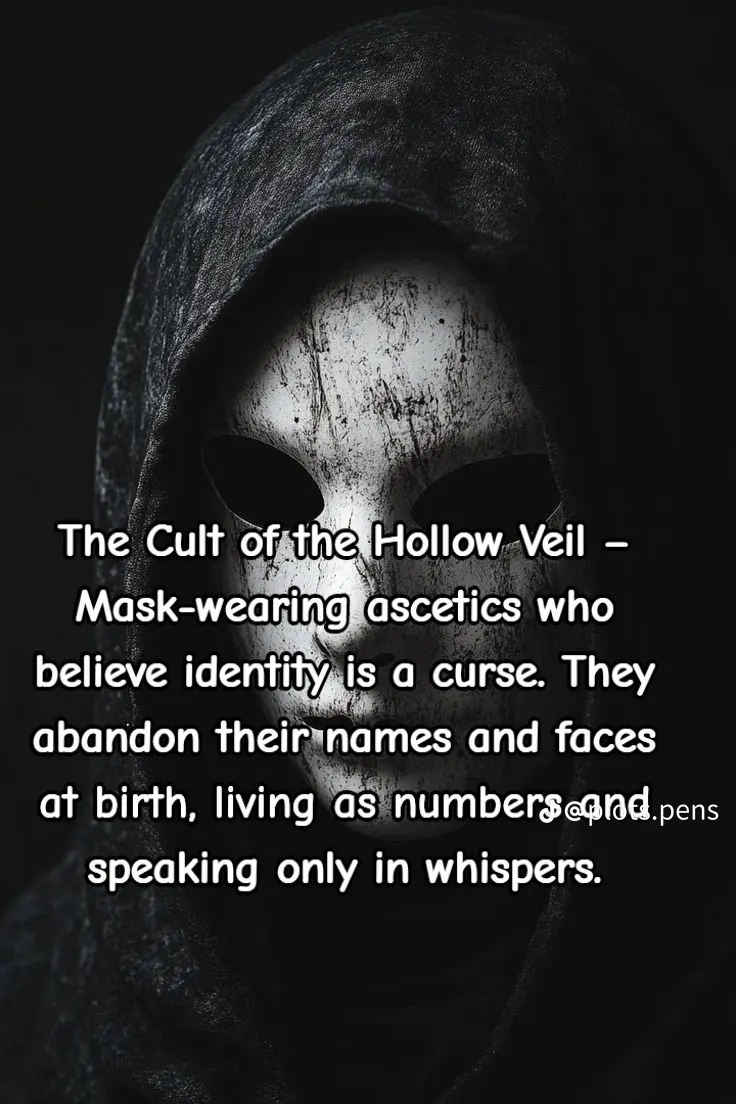 The Cult of the Hollow Veil –
Mask-wearing ascetics who
believe identity is a curse. They
abandon their names and faces
at birth, living as numbers and
@plots.pens
speaking only in whispers.